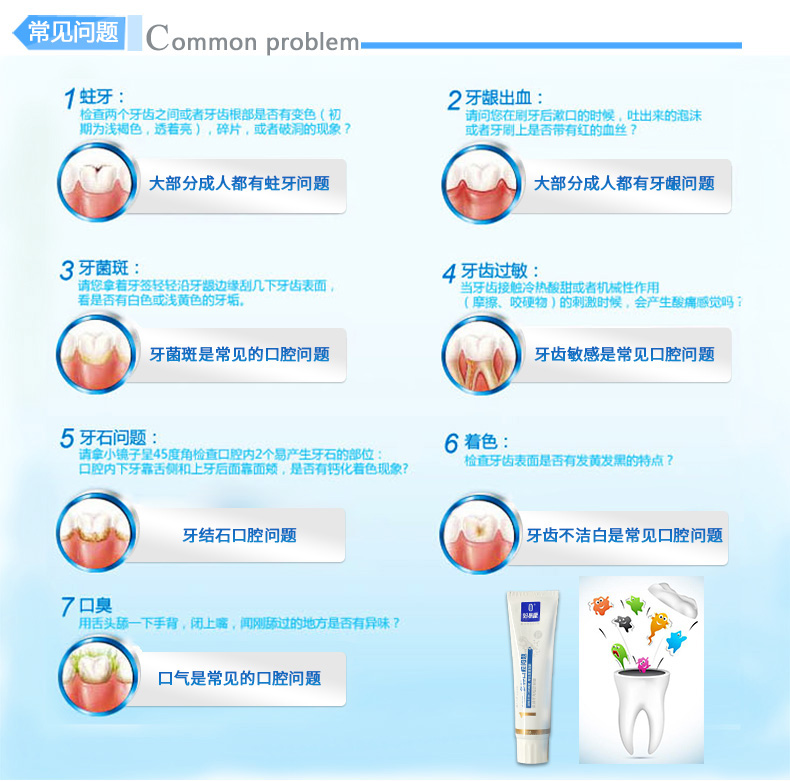 常见问题
Common problem
1 蛀牙：
检查两个牙齿之间或者牙齿根部是否有变色（初
期为浅褐色，透着亮），碎片，或者破洞的现象？
大部分成人都有蛀牙问题
2 牙龈出血：
请问您在刷牙后漱口的时候，吐出来的泡沫
或者牙刷上是否带有红的血丝？
大部分成人都有牙龈问题
3 牙菌斑：
请您拿着牙签轻轻沿牙龈边缘刮几下牙齿表面，
看是否有白色或浅黄色的牙垢。
牙菌斑是常见的口腔问题
4 牙齿过敏：
当牙齿接触冷热酸甜或者机械性作用
（摩擦、咬硬物）的刺激时候，会产生酸痛感觉吗？
牙齿敏感是常见口腔问题
5 牙石问题：
请拿小镜子呈45度角检查口腔内2个易产生牙石的部位：
口腔内下牙靠舌侧和上牙后面靠面颊，是否有钙化着色现象?
牙结石口腔问题
6 着色：
检查牙齿表面是否有发黄发黑的特点？
牙齿不洁白是常见口腔问题
7 口臭
用舌头舔一下手背，闭上嘴，闻刚舔过的地方是否有异味？
口气是常见的口腔问题